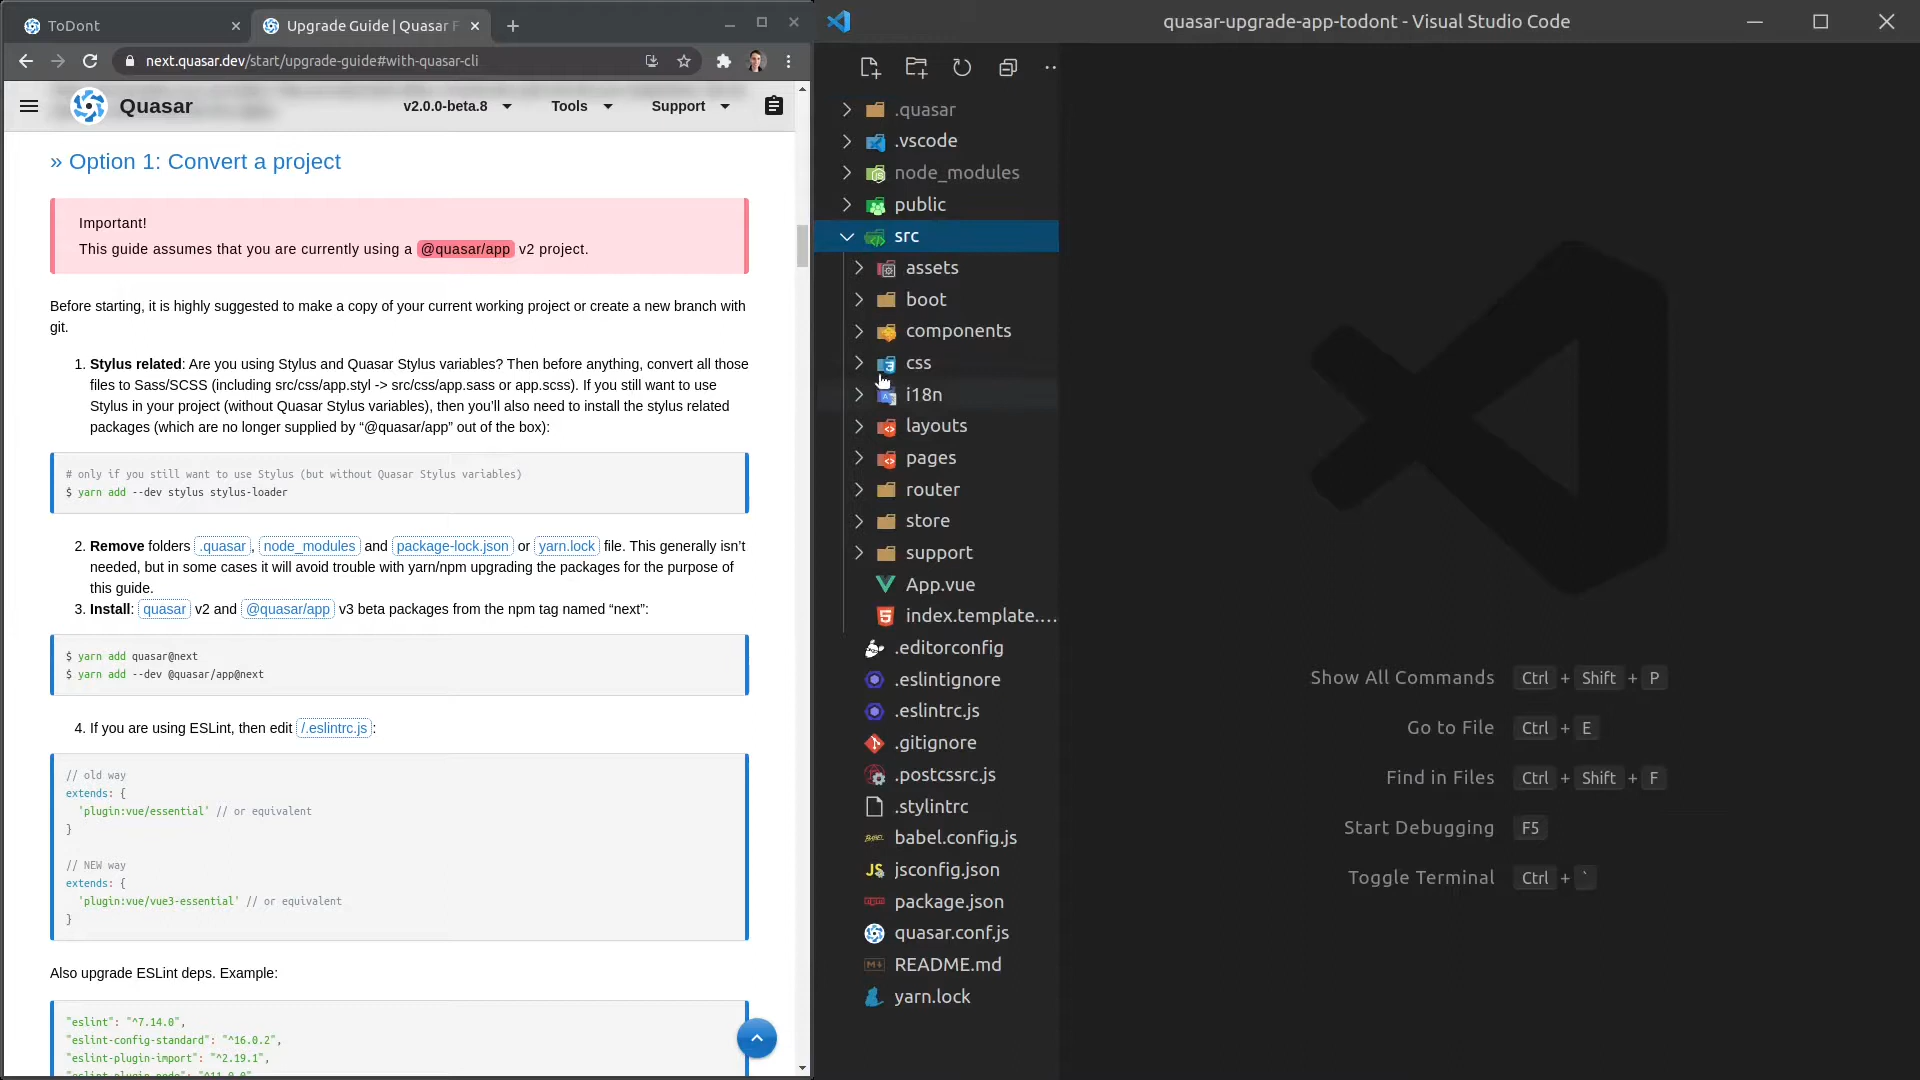 ToDont
Upgrade Guide | Quasar F
next.quasar.dev/start/upgrade-guide#with-quasar-cli
Quasar
v2.0.0-beta.8
Tools
Support
» Option 1: Convert a project
Important!
This guide assumes that you are currently using a @quasar/app v2 project.
Before starting, it is highly suggested to make a copy of your current working project or create a new branch with
git.
1. Stylus related: Are you using Stylus and Quasar Stylus variables? Then before anything, convert all those
files to Sass/SCSS (including src/css/app.styl -> src/css/app.sass or app.scss). If you still want to use
Stylus in your project (without Quasar Stylus variables), then you’ll also need to install the stylus related
packages (which are no longer supplied by “@quasar/app” out of the box):
# only if you still want to use Stylus (but without Quasar Stylus variables)
$ yarn add --dev stylus stylus-loader
2. Remove folders .quasar, node_modules and package-lock.json or yarn.lock file. This generally isn’t
needed, but in some cases it will avoid trouble with yarn/npm upgrading the packages for the purpose of
this guide.
3. Install: quasar v2 and @quasar/app v3 beta packages from the npm tag named “next”:
$ yarn add quasar@next
$ yarn add --dev @quasar/app@next
4. If you are using ESLint, then edit /.eslintrc.js:
// old way
extends: {
'plugin:vue/essential' // or equivalent
}
// NEW way
extends: {
'plugin:vue/vue3-essential' // or equivalent
}
Also upgrade ESLint deps. Example:
"eslint": "^7.14.0",
"eslint-config-standard": "^16.0.2",
"eslint-plugin-import": "^2.19.1",
"eslint-plugin-node": "^11.0.0",
quasar-upgrade-app-todont - Visual Studio Code
.quasar
.vscode
node_modules
public
src
assets
boot
components
css
i18n
layouts
pages
router
store
support
App.vue
index.template....
.editorconfig
.eslintignore
.eslintrc.js
.gitignore
.postcssrc.js
.stylintrc
babel.config.js
jsconfig.json
package.json
quasar.conf.js
README.md
yarn.lock
Show All Commands Ctrl + Shift + P
Go to File Ctrl + E
Find in Files Ctrl + Shift + F
Start Debugging F5
Toggle Terminal Ctrl + `